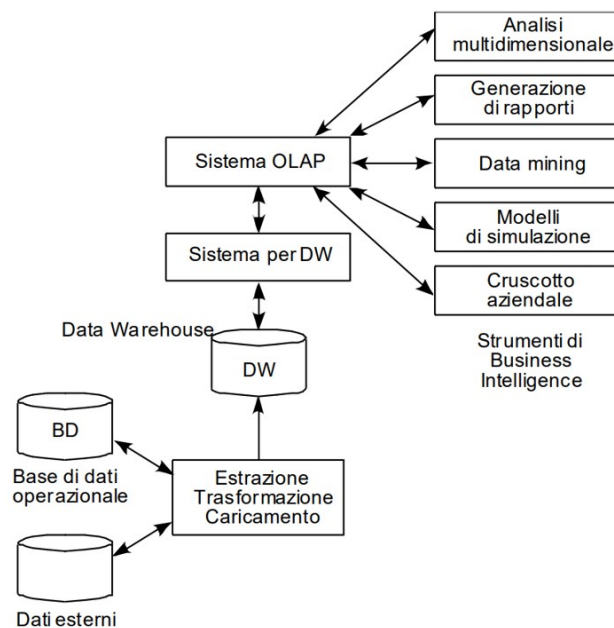 Analisi
multidimensionale
Generazione
di rapporti
Sistema OLAP
Data mining
Modelli
di simulazione
Sistema per DW
Cruscotto
aziendale
Data Warehouse
Strumenti di
Business
Intelligence
DW
BD
Base di dati
operazionale
Estrazione
Trasformazione
Caricamento
Dati esterni